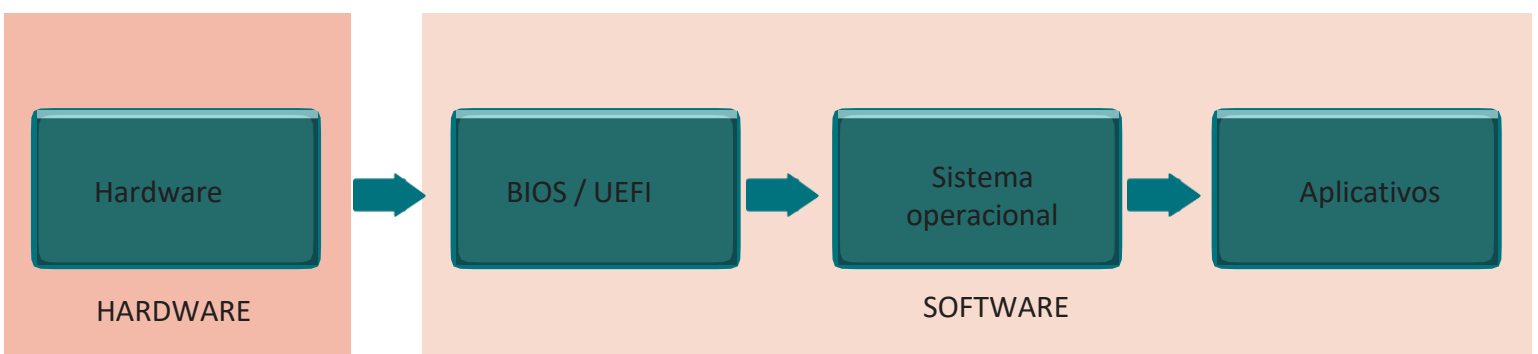 Hardware
BIOS / UEFI
Sistema
operacional
Aplicativos
HARDWARE
SOFTWARE